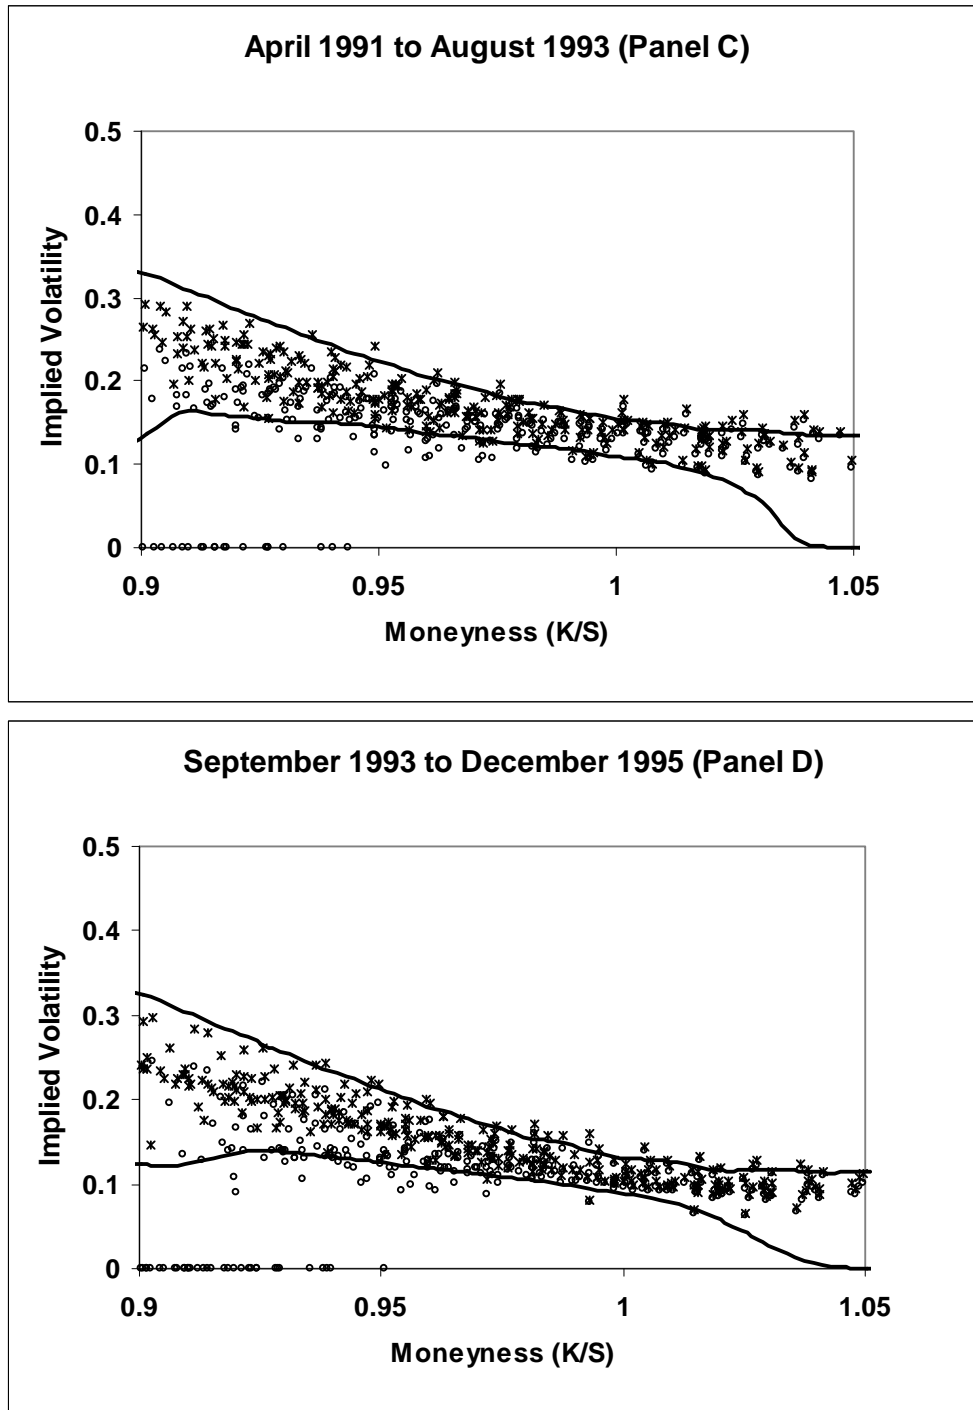 April 1991 to August 1993 (Panel C)
0.5
0.4
0.3
0.2
0.1
0
Implied Volatility
0.9 0.95 1 1.05
Moneyness (K/S)
September 1993 to December 1995 (Panel D)
0.5
0.4
0.3
0.2
0.1
0
Implied Volatility
0.9 0.95 1 1.05
Moneyness (K/S)